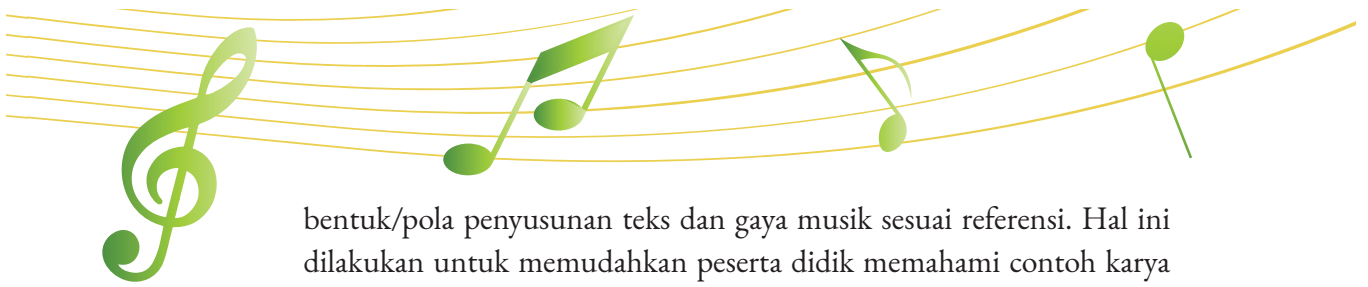 bentuk/pola penyusunan teks dan gaya musik sesuai referensi. Hal ini
dilakukan untuk memudahkan peserta didik memahami contoh karya